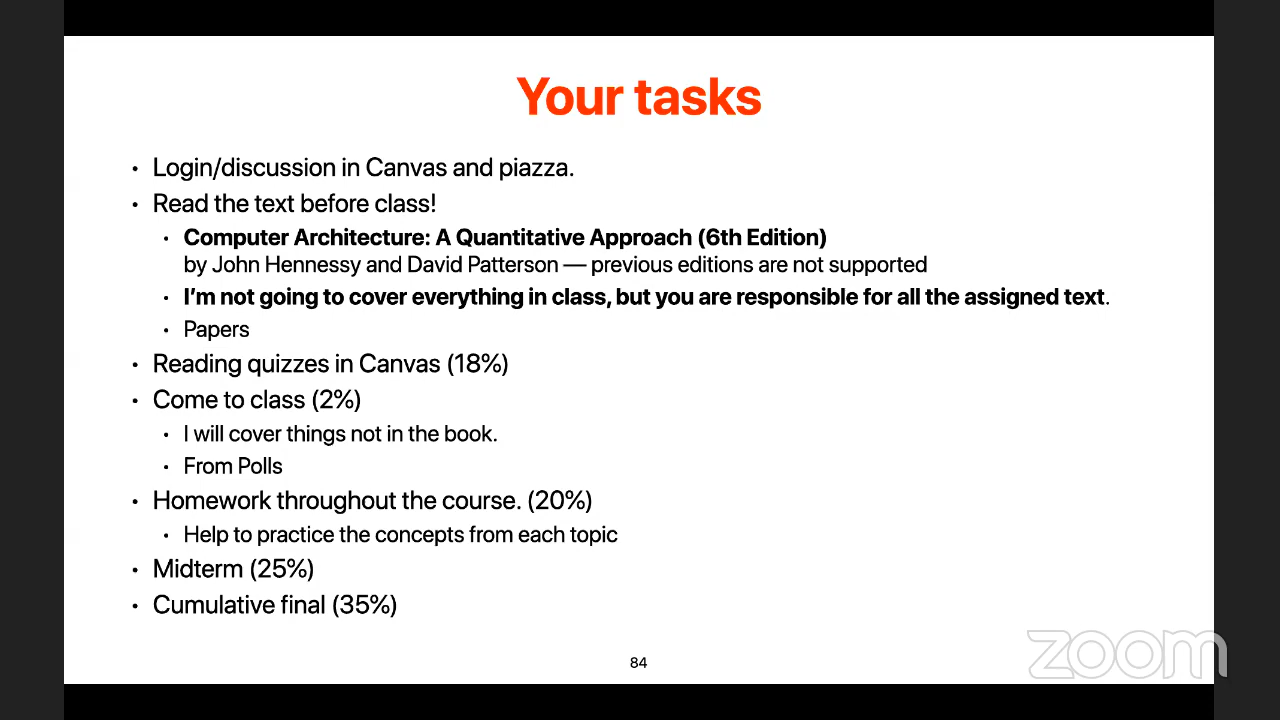 Your tasks
• Login/discussion in Canvas and piazza.
• Read the text before class!
• Computer Architecture: A Quantitative Approach (6th Edition)
by John Hennessy and David Patterson — previous editions are not supported
• I'm not going to cover everything in class, but you are responsible for all the assigned text.
• Papers
• Reading quizzes in Canvas (18%)
• Come to class (2%)
• I will cover things not in the book.
• From Polls
• Homework throughout the course. (20%)
• Help to practice the concepts from each topic
• Midterm (25%)
• Cumulative final (35%)
84
zoom